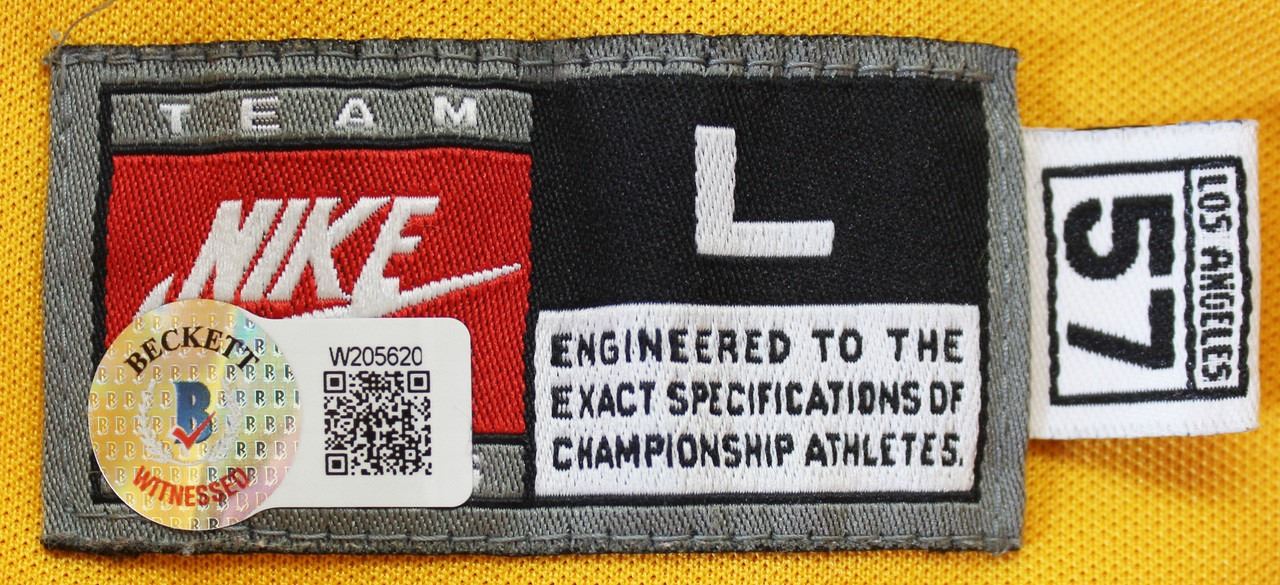 TEAM
NIKE
L
ENGINEERED TO THE
EXACT SPECIFICATIONS OF
CHAMPIONSHIP ATHLETES.
LOS ANGELES
57
BECKETT
B
WITNESSED
W205620